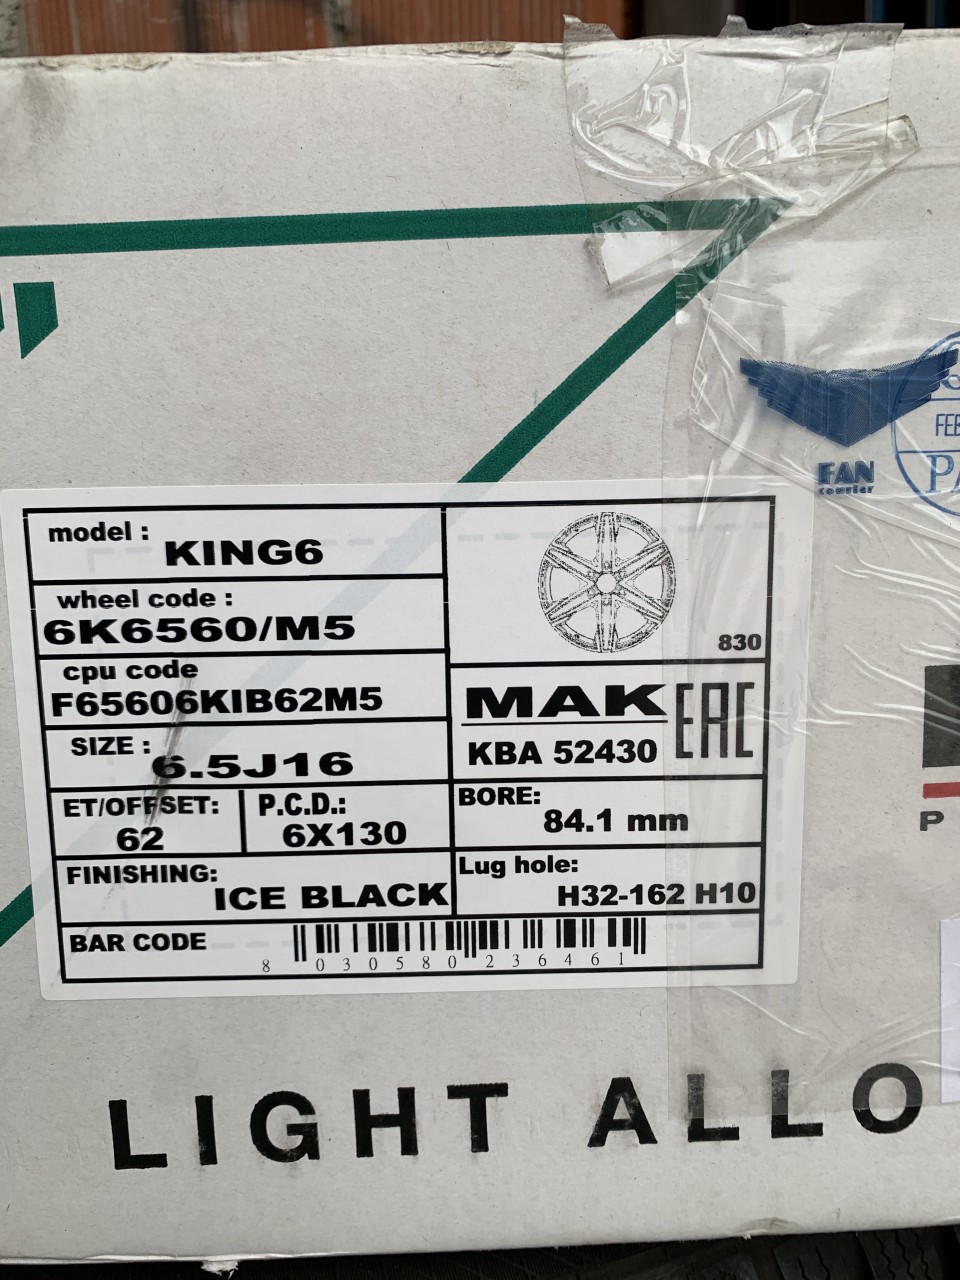 model :
KING6
wheel code :
6K6560/M5
cpu code
F65606KIB62M5
SIZE :
6.5J16
ET/OFFSET:
62
P.C.D.:
6X130
FINISHING:
ICE BLACK
830
MAK EAC
KBA 52430
BORE:
84.1 mm
Lug hole:
H32-162 H10
BAR CODE
8 030580 236461
FAN
courier
FEB
P
LIGHT ALLO